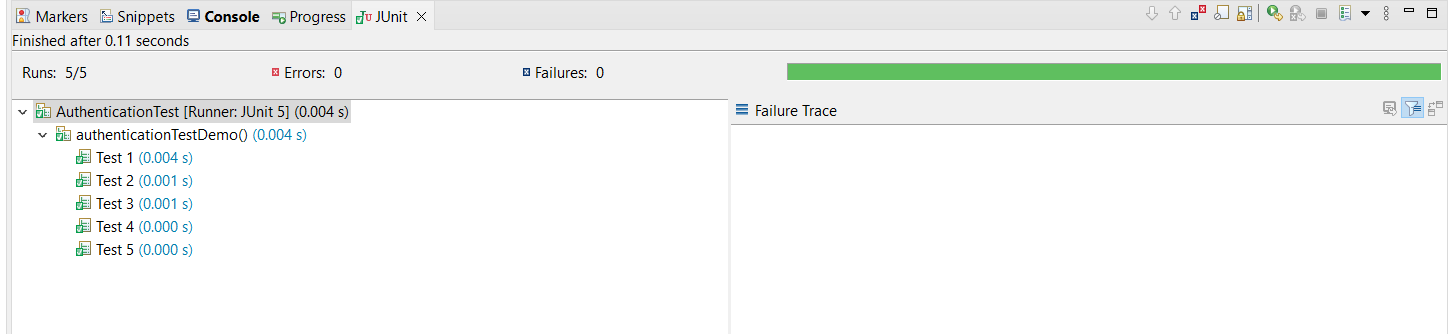 Markers Snippets Console Progress JUnit
Finished after 0.11 seconds
Runs: 5/5 Errors: 0 Failures: 0
AuthenticationTest [Runner: JUnit 5] (0.004 s)
authenticationTestDemo() (0.004 s)
Test 1 (0.004 s)
Test 2 (0.001 s)
Test 3 (0.001 s)
Test 4 (0.000 s)
Test 5 (0.000 s)
Failure Trace